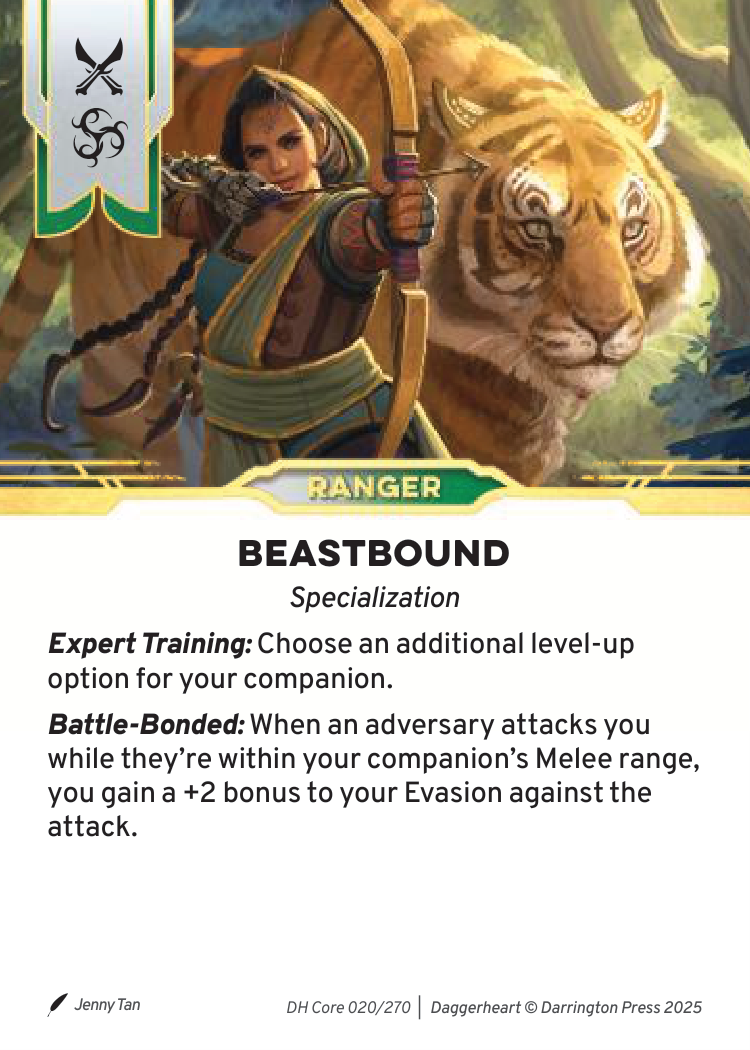 RANGER
BEASTBOUND
Specialization
Expert Training: Choose an additional level-up
option for your companion.
Battle-Bonded: When an adversary attacks you
while they’re within your companion’s Melee range,
you gain a +2 bonus to your Evasion against the
attack.
Jenny Tan
DH Core 020/270 | Daggerheart © Darrington Press 2025